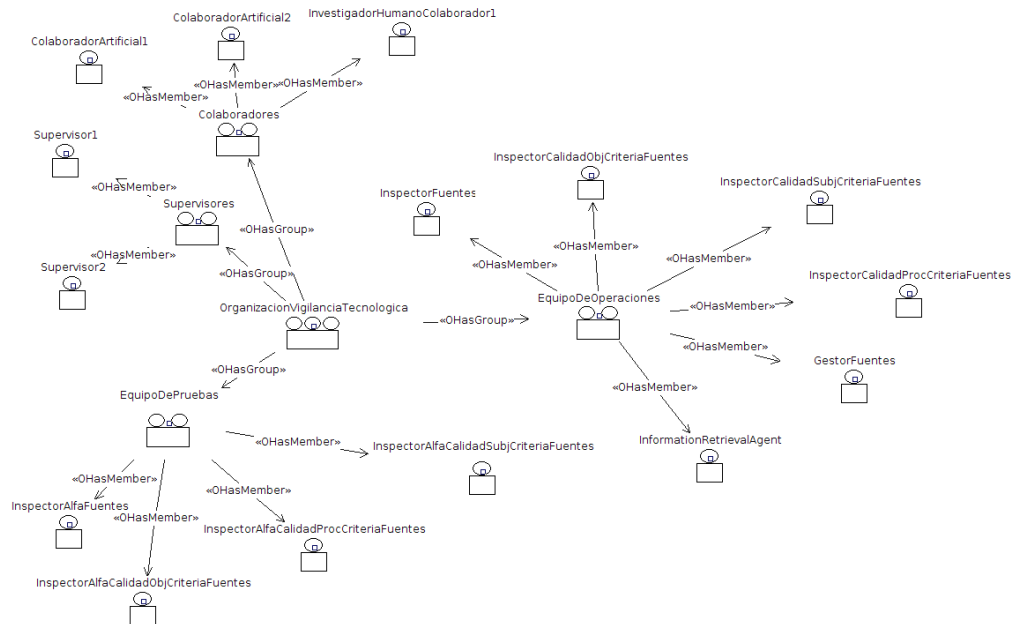 ColaboradorArtificial2
InvestigadorHumanoColaborador1
ColaboradorArtificial1
«OHasMember»
«OHasMember»
«OHasMember»
Colaboradores
Supervisor1
InspectorCalidadObjCriteriaFuentes
InspectorCalidadSubjCriteriaFuentes
«OHasMember»
InspectorFuentes
Supervisores
«OHasGroup»
«OHasMember»
«OHasMember»
«OHasMember»
«OHasMember»
Supervisor2
«OHasGroup»
InspectorCalidadProcCriteriaFuentes
EquipoDeOperaciones
OrganizacionVigilanciaTecnologica
«OHasMember»
«OHasGroup»
«OHasMember»
GestorFuentes
«OHasGroup»
«OHasMember»
EquipoDePruebas
InformationRetrievalAgent
«OHasMember»
InspectorAlfaCalidadSubjCriteriaFuentes
«OHasMember»
«OHasMember»
InspectorAlfaFuentes
«OHasMember»
InspectorAlfaCalidadProcCriteriaFuentes
InspectorAlfaCalidadObjCriteriaFuentes